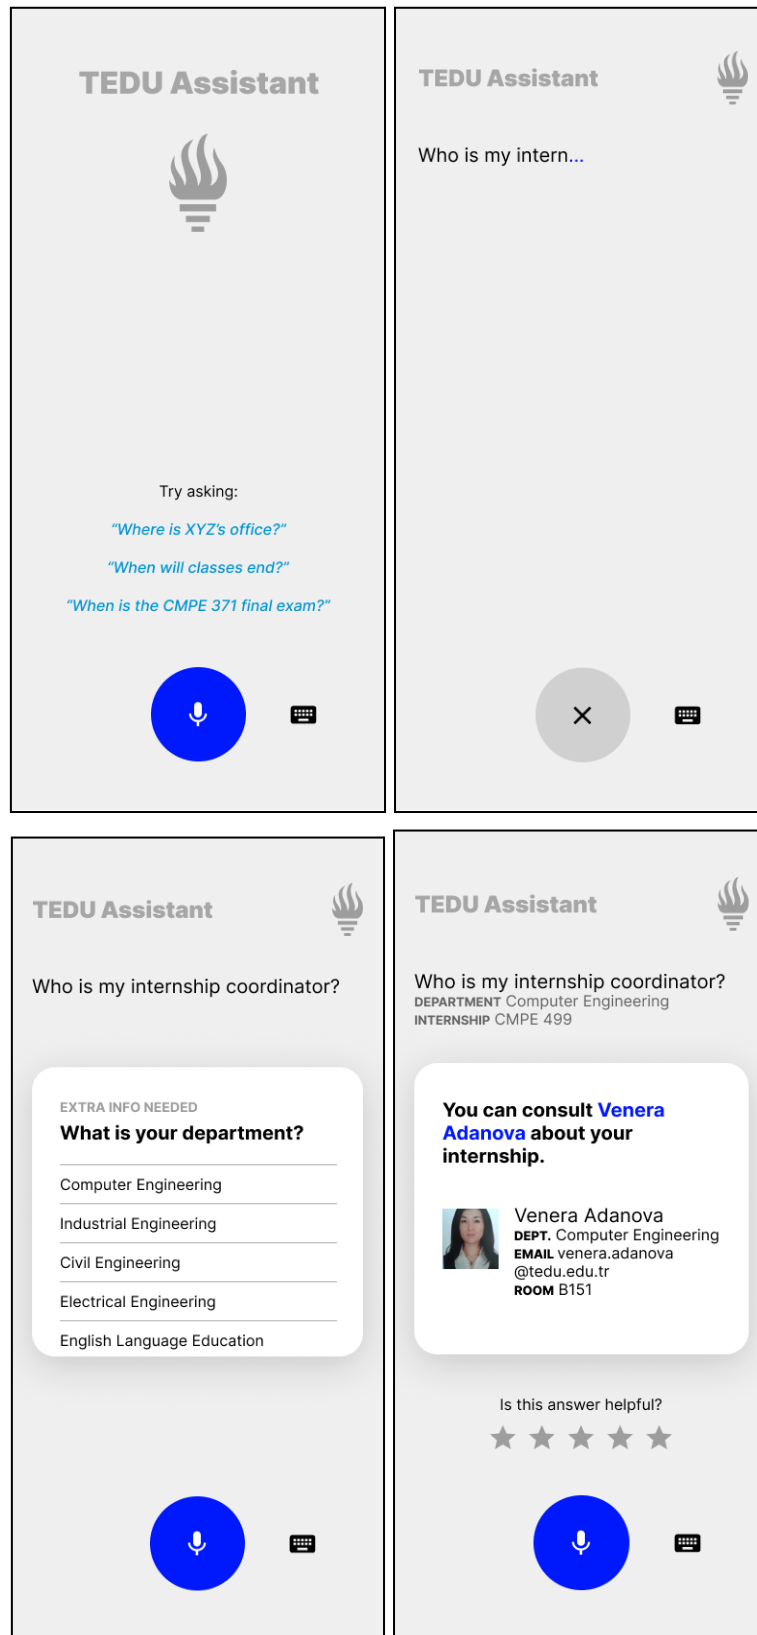 TEDU Assistant
Try asking:
“Where is XYZ’s office?”
“When will classes end?”
“When is the CMPE 371 final exam?”
TEDU Assistant
Who is my intern...
TEDU Assistant
Who is my internship coordinator?
EXTRA INFO NEEDED
What is your department?
Computer Engineering
Industrial Engineering
Civil Engineering
Electrical Engineering
English Language Education
TEDU Assistant
Who is my internship coordinator?
DEPARTMENT Computer Engineering
INTERNSHIP CMPE 499
You can consult Venera
Adanova about your
internship.
Venera Adanova
DEPT. Computer Engineering
EMAIL venera.adanova
@tedu.edu.tr
ROOM B151
Is this answer helpful?